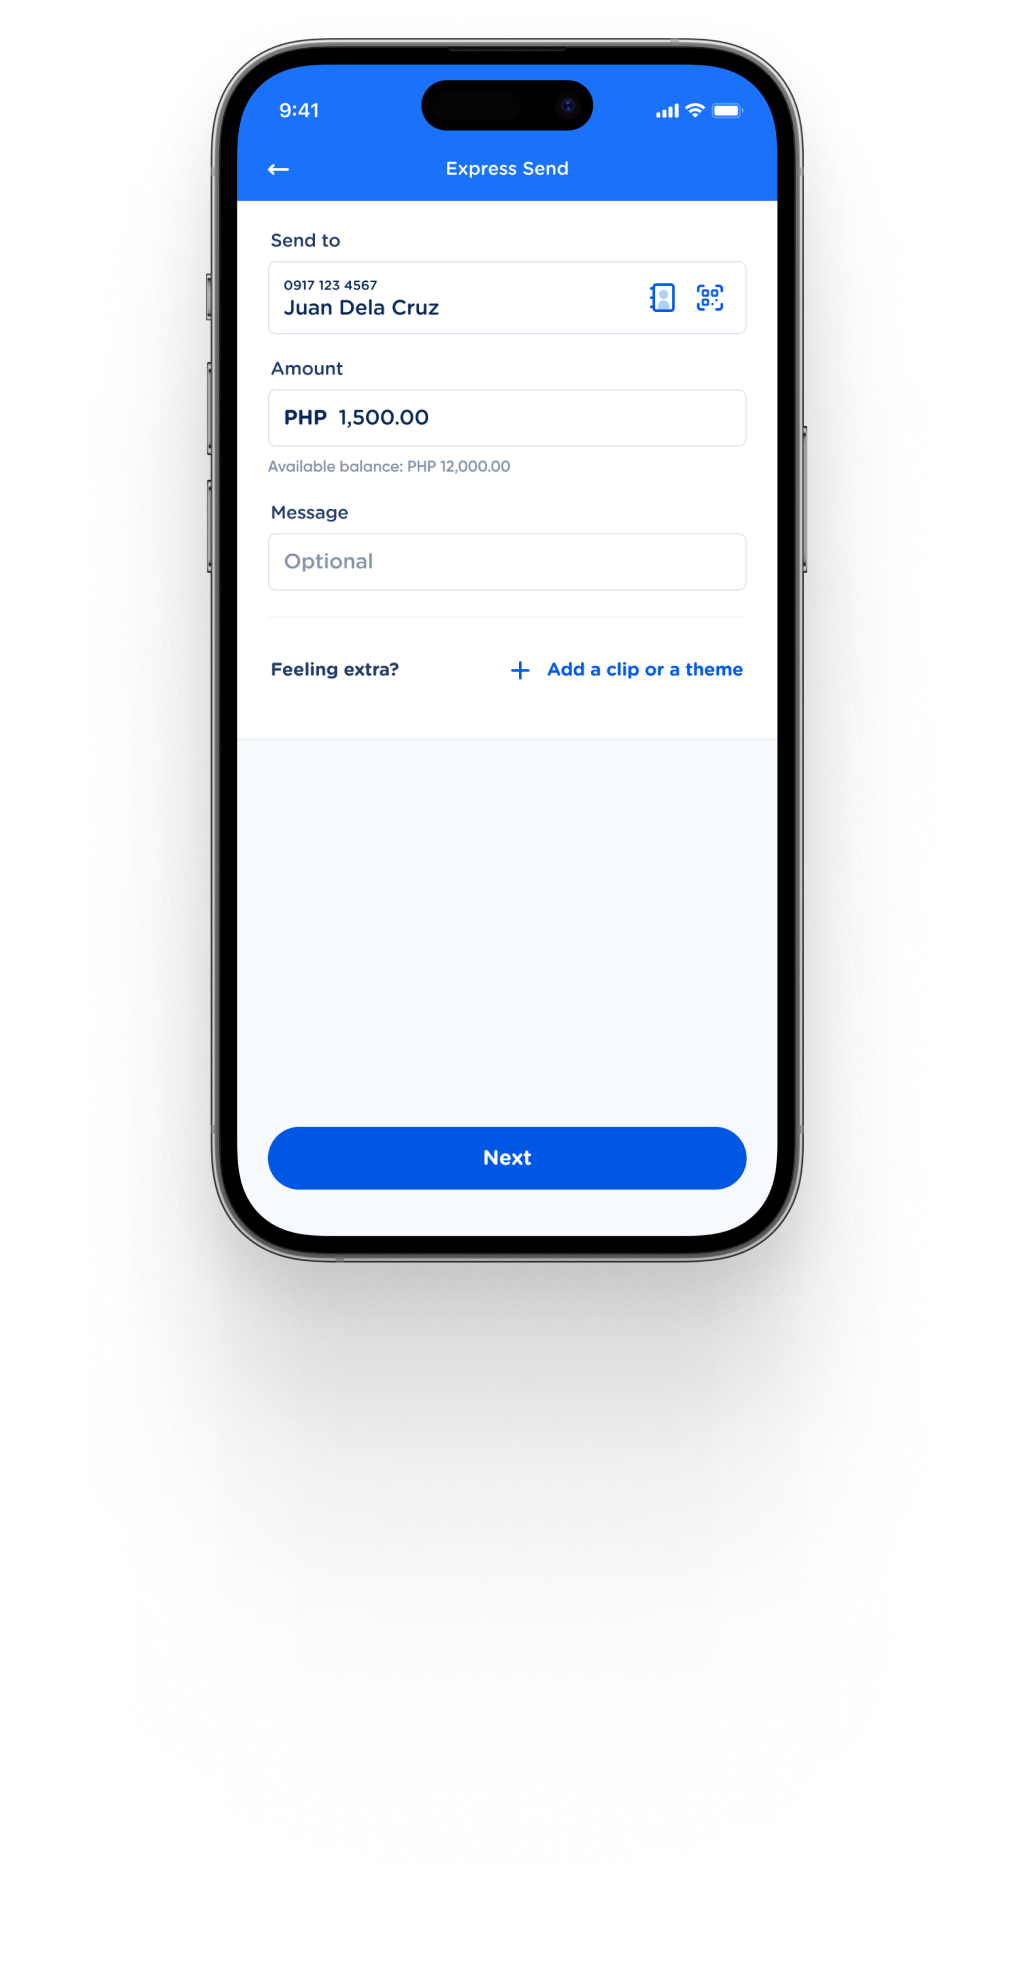 9:41
Express Send
Send to
0917 123 4567
Juan Dela Cruz
Amount
PHP 1,500.00
Available balance: PHP 12,000.00
Message
Optional
Feeling extra?
+ Add a clip or a theme
Next